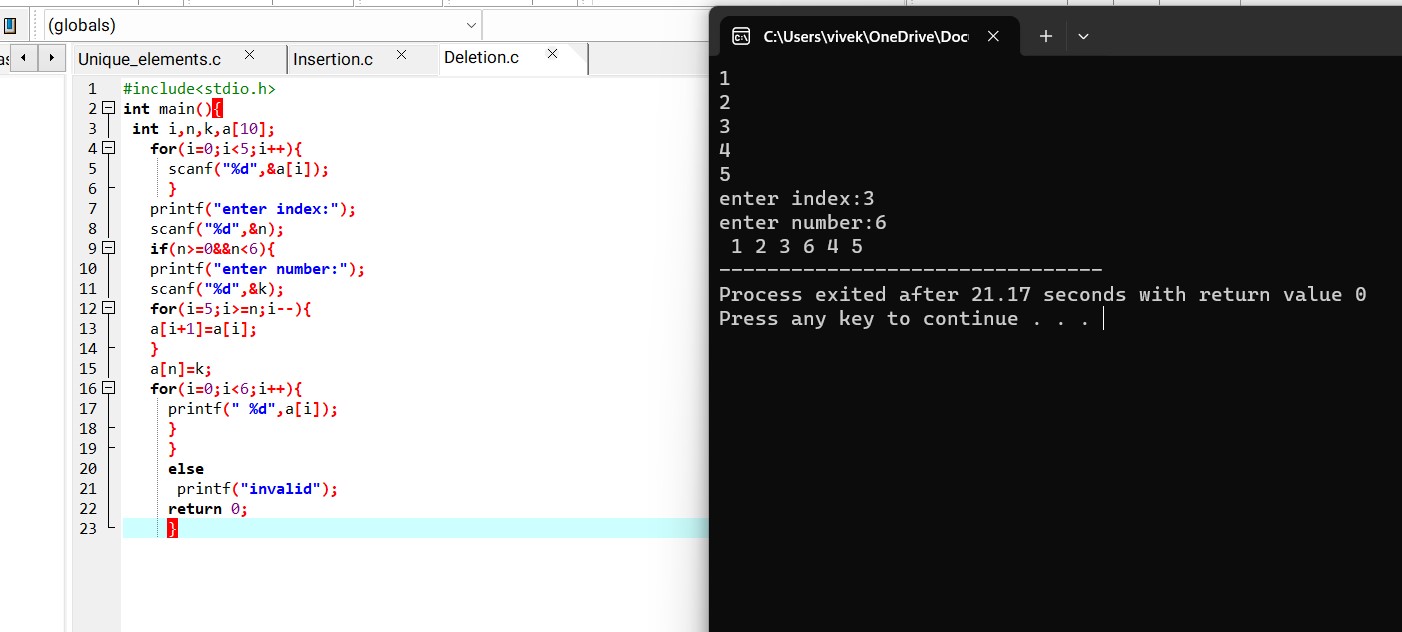 (globals)
as
Unique_elements.c
Insertion.c
Deletion.c
1 #include<stdio.h>
2 int main(){
3 int i,n,k,a[10];
4 for(i=0;i<5;i++){
5 scanf("%d",&a[i]);
6 }
7 printf("enter index:");
8 scanf("%d",&n);
9 if(n>=0&&n<6){
10 printf("enter number:");
11 scanf("%d",&k);
12 for(i=5;i>=n;i--){
13 a[i+1]=a[i];
14 }
15 a[n]=k;
16 for(i=0;i<6;i++){
17 printf(" %d",a[i]);
18 }
19 }
20 else
21 printf("invalid");
22 return 0;
23 }
C:\Users\vivek\OneDrive\Doc
1
2
3
4
5
enter index:3
enter number:6
1 2 3 6 4 5
--------------------------------
Process exited after 21.17 seconds with return value 0
Press any key to continue . . .